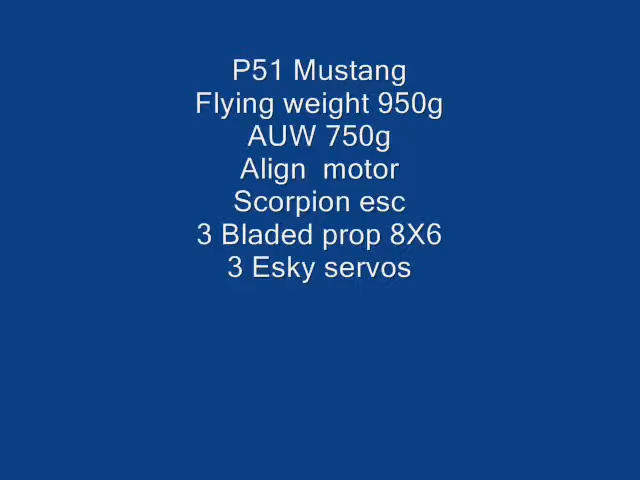 P51 Mustang
Flying weight 950g
AUW 750g
Align  motor
Scorpion esc
3 Bladed prop 8X6
3 Esky servos